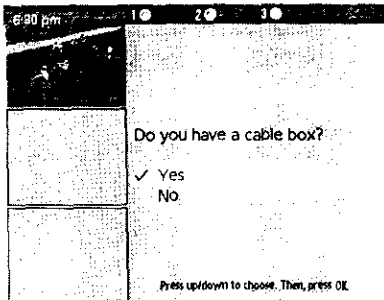 6:30 pm
1 2 3
Do you have a cable box?
✓ Yes
No
Press up/down to choose. Then, press OK.